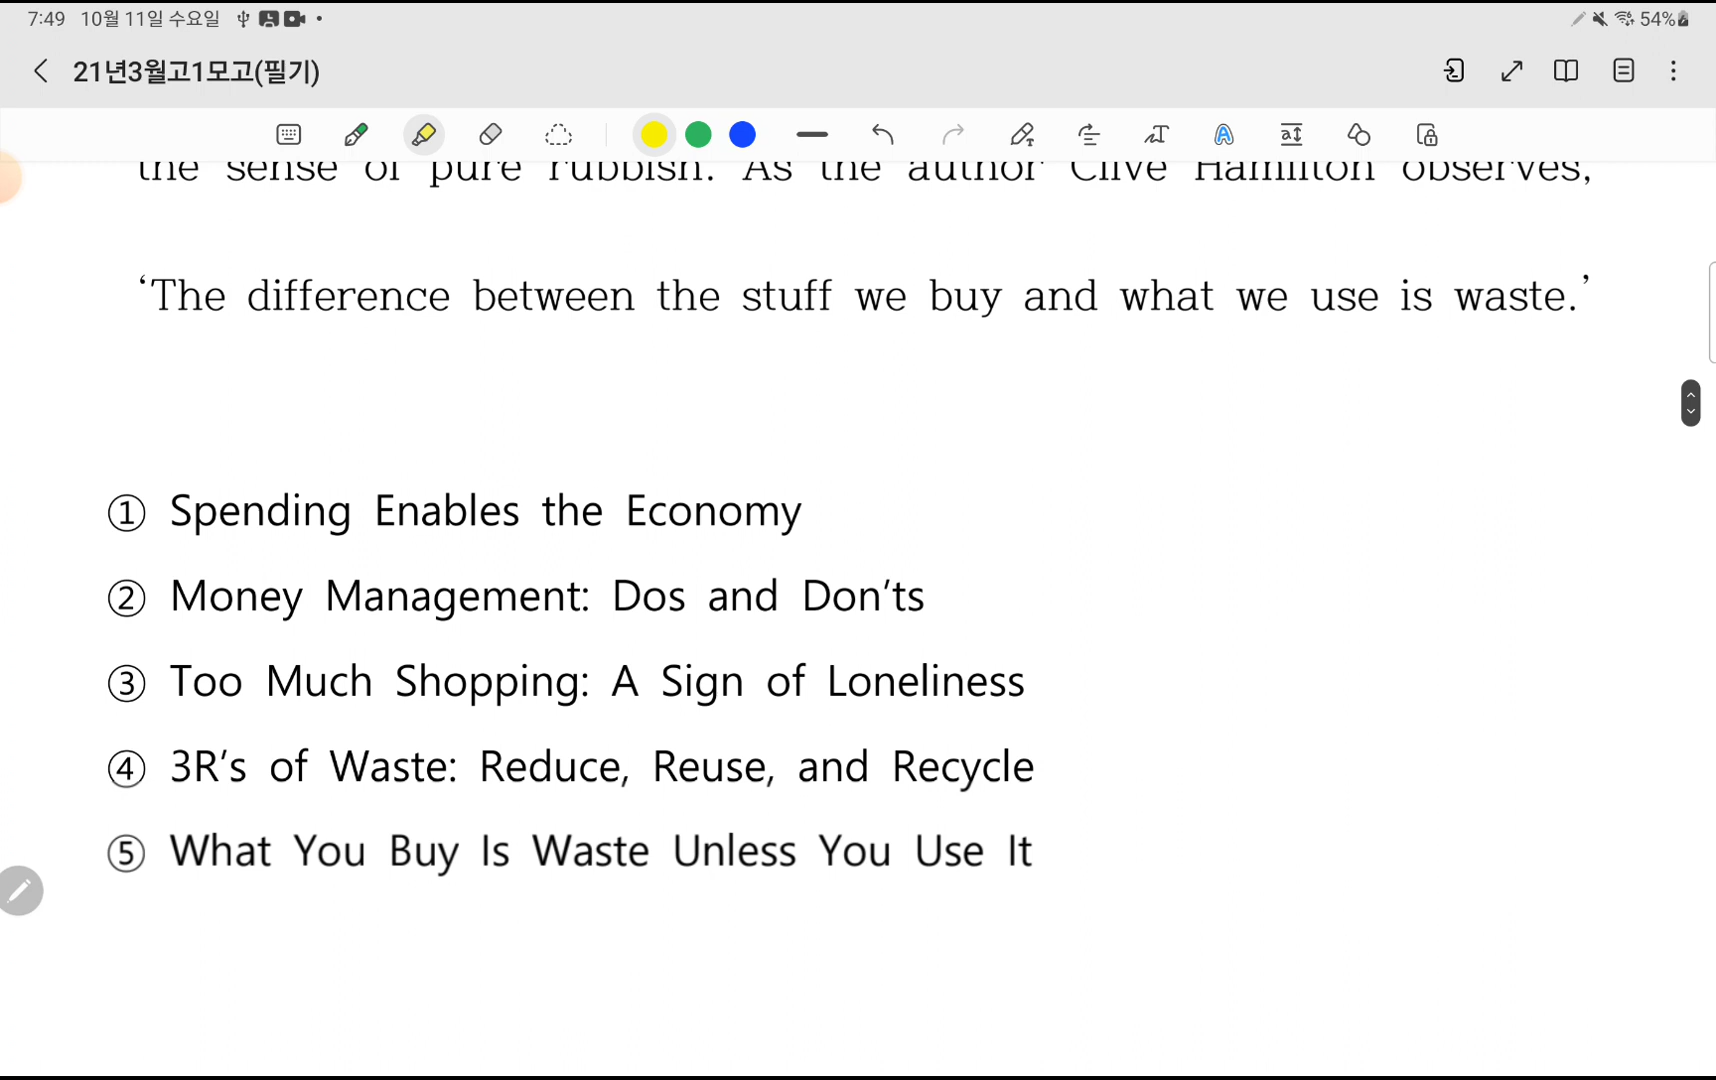 7:49 10월 11일 수요일 54%
21년3월고1모고(필기)
the sense of pure rubbish. As the author Clive Hamilton observes,
‘The difference between the stuff we buy and what we use is waste.’
① Spending Enables the Economy
② Money Management: Dos and Don’ts
③ Too Much Shopping: A Sign of Loneliness
④ 3R’s of Waste: Reduce, Reuse, and Recycle
⑤ What You Buy Is Waste Unless You Use It